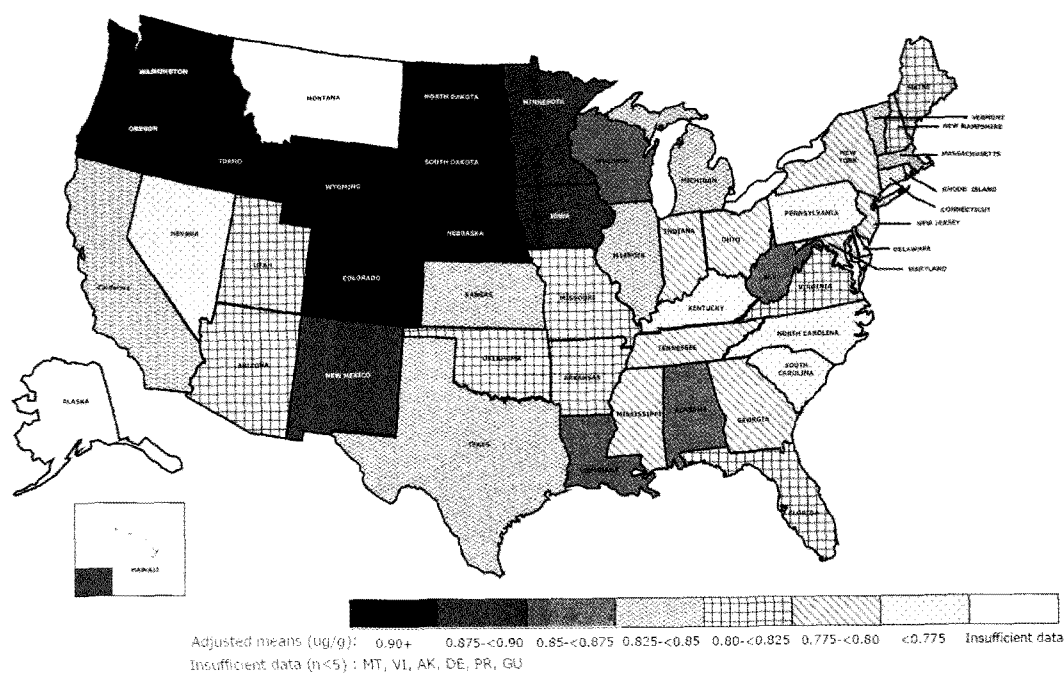 WASHINGTON
MONTANA
NORTH DAKOTA
MINNESOTA
VERMONT
NEW HAMPSHIRE
OREGON
IDAHO
SOUTH DAKOTA
NEW
YORK
MASSACHUSETTS
WYOMING
MICHIGAN
RHODE ISLAND
IOWA
PENNSYLVANIA
CONNECTICUT
NEVADA
NEBRASKA
INDIANA
OHIO
NEW JERSEY
UTAH
ILLINOIS
DELAWARE
COLORADO
MARYLAND
CALIFORNIA
KANSAS
MISSOURI
VIRGINIA
KENTUCKY
NORTH CAROLINA
TENNESSEE
ARIZONA
NEW MEXICO
OKLAHOMA
ARKANSAS
SOUTH
CAROLINA
ALASKA
MISSISSIPPI
GEORGIA
TEXAS
HAWAII
Adjusted means (ug/g): 0.90+ 0.875-<0.90 0.85-<0.875 0.825-<0.85 0.80-<0.825 0.775-<0.80 <0.775 Insufficient data
Insufficient data (n<5) : MT, VI, AK, DE, PR, GU